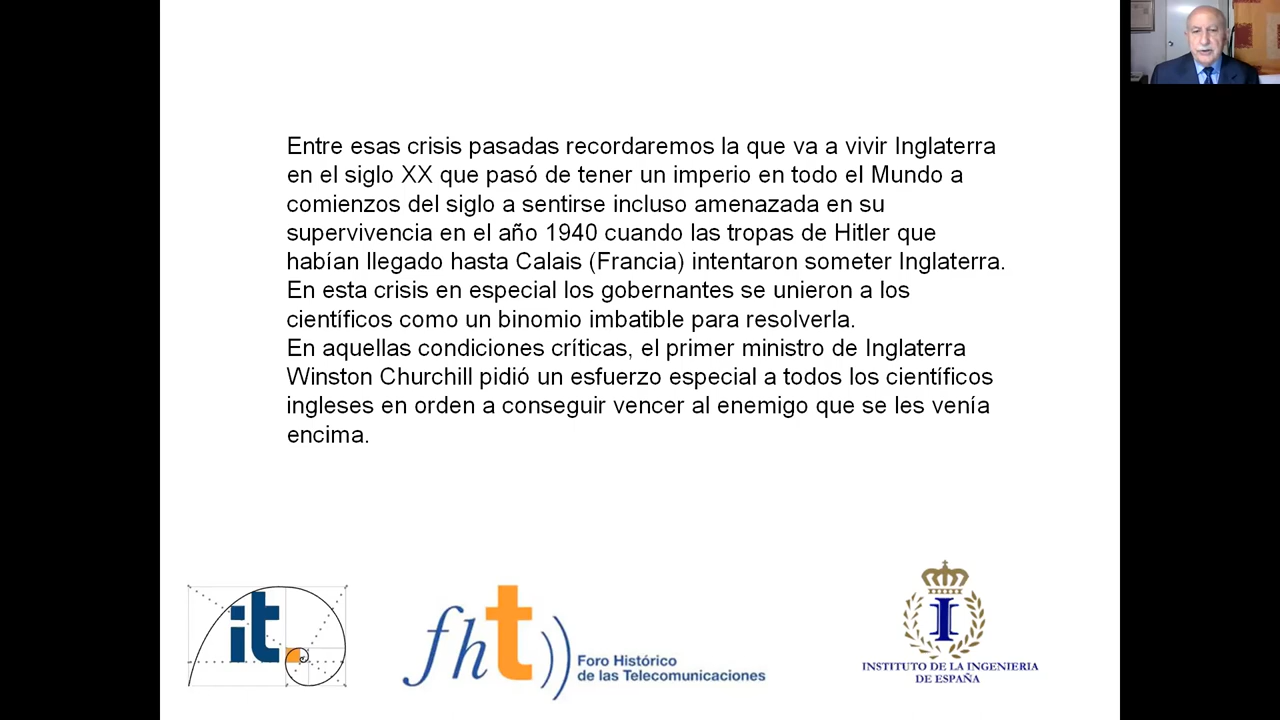 Entre esas crisis pasadas recordaremos la que va a vivir Inglaterra
en el siglo XX que pasó de tener un imperio en todo el Mundo a
comienzos del siglo a sentirse incluso amenazada en su
supervivencia en el año 1940 cuando las tropas de Hitler que
habían llegado hasta Calais (Francia) intentaron someter Inglaterra.
En esta crisis en especial los gobernantes se unieron a los
científicos como un binomio imbatible para resolverla.
En aquellas condiciones críticas, el primer ministro de Inglaterra
Winston Churchill pidió un esfuerzo especial a todos los científicos
ingleses en orden a conseguir vencer al enemigo que se les venía
encima.
it
fht
Foro Histórico
de las Telecomunicaciones
I
INSTITUTO DE LA INGENIERIA
DE ESPAÑA